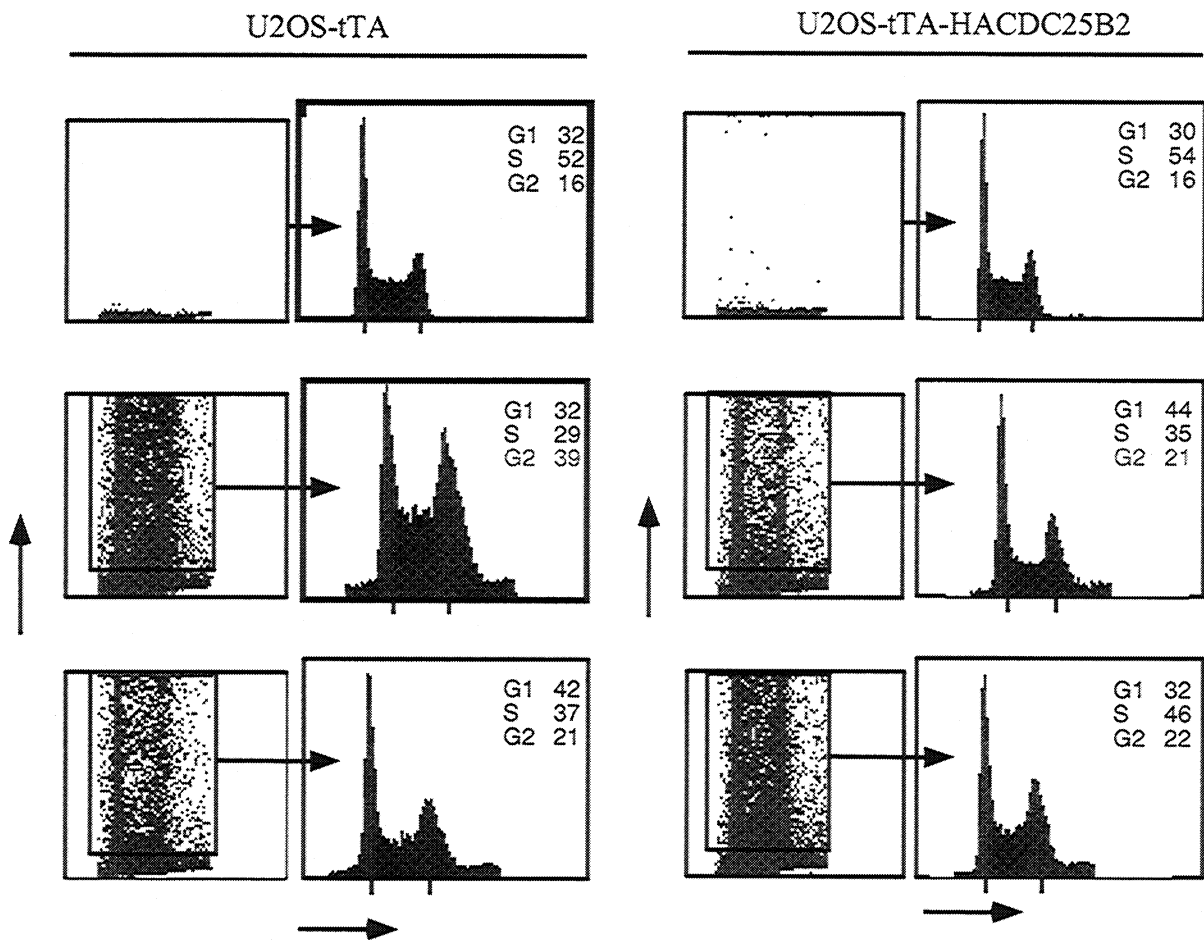 U2OS-tTA
U2OS-tTA-HACDC25B2
G1 32
S 52
G2 16
G1 30
S 54
G2 16
G1 32
S 29
G2 39
G1 44
S 35
G2 21
G1 42
S 37
G2 21
G1 32
S 46
G2 22